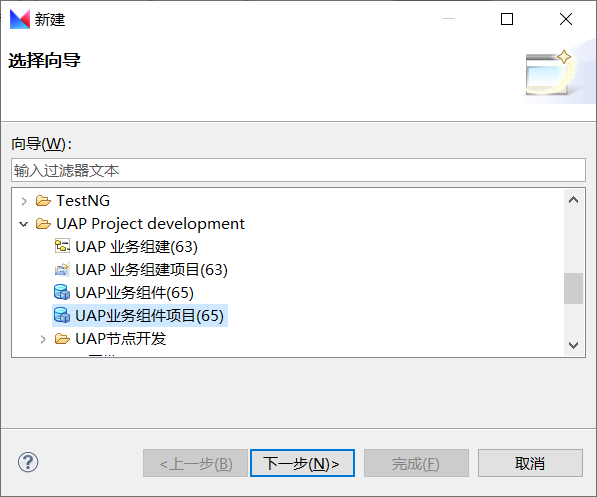 新建
选择向导
向导(W):
输入过滤器文本
TestNG
UAP Project development
UAP 业务组建(63)
UAP 业务组建项目(63)
UAP业务组件(65)
UAP业务组件项目(65)
UAP节点开发
<上一步(B)
下一步(N)>
完成(F)
取消